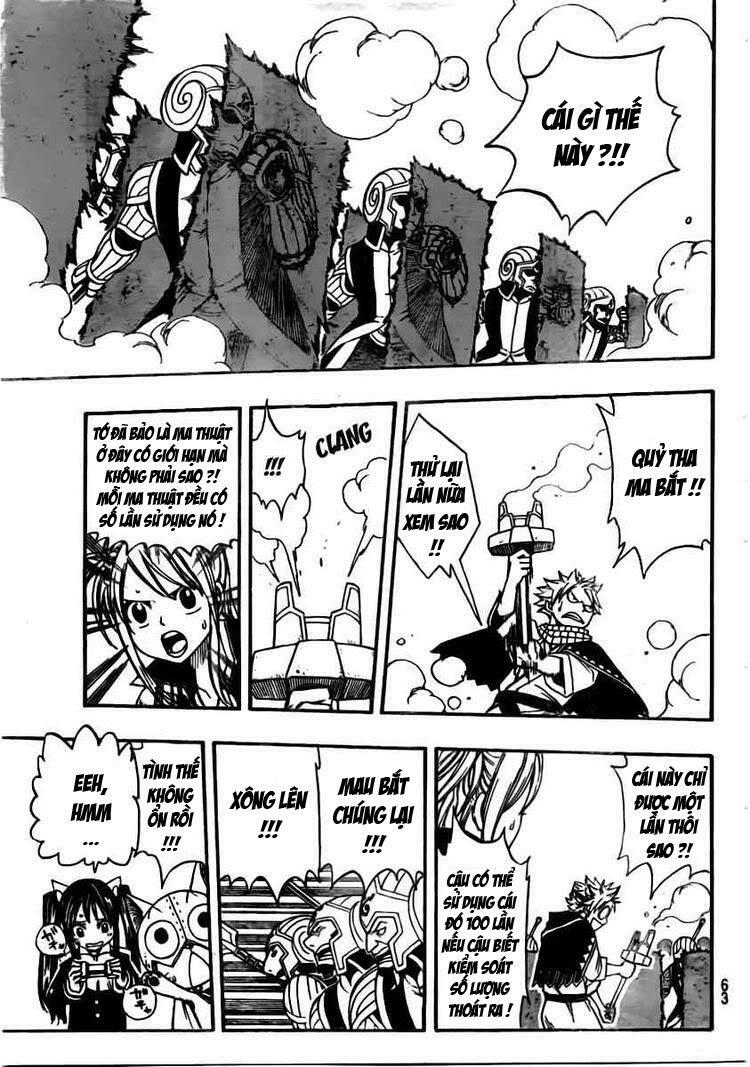 CÁI GÌ THẾ
NÀY ?!!
QUỶ THA
MA BẮT !!
THỬ LẠI
LẦN NỮA
XEM SAO
!!
CLANG
!!!
TỚ ĐÃ BẢO LÀ MA THUẬT
Ở ĐÂY CÓ GIỚI HẠN MÀ
KHÔNG PHẢI SAO ?!
MỖI MA THUẬT ĐỀU CÓ
SỐ LẦN SỬ DỤNG NÓ !
CÁI NÀY CHỈ
ĐƯỢC MỘT
LẦN THÔI
SAO ?!
CẬU CÓ THỂ
SỬ DỤNG CÁI
ĐÓ 100 LẦN
NẾU CẬU BIẾT
KIỂM SOÁT
SỐ LƯỢNG
THOÁT RA !
MAU BẮT
CHÚNG LẠI
!!!
XÔNG LÊN
!!!
TÌNH THẾ
KHÔNG
ỔN RỒI
!!!
EEH,
HMM
...
63